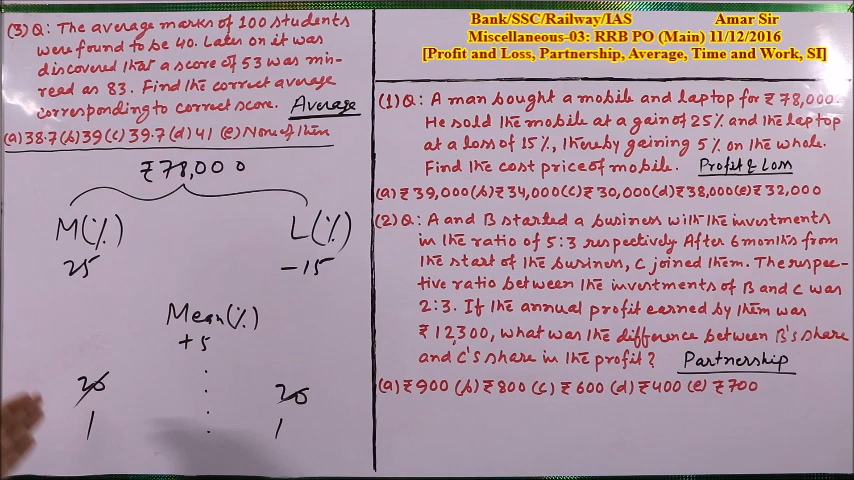 Bank/SSC/Railway/IAS Amar Sir
Miscellaneous-03: RRB PO (Main) 11/12/2016
[Profit and Loss, Partnership, Average, Time and Work, SI]
(3) Q: The average marks of 100 students
were found to be 40. Later on it was
discovered that a score of 53 was mis-
read as 83. Find the correct average
corresponding to correct score. Average
(a) 38.7 (b) 39 (c) 39.7 (d) 41 (e) None of them
₹78,000
M(%) L(%)
25 -15
Mean(%)
+5
20 20
1 1
(1) Q: A man bought a mobile and laptop for ₹78,000.
He sold the mobile at a gain of 25% and the laptop
at a loss of 15%, thereby gaining 5% on the whole.
Find the cost price of mobile. Profit & Loss
(a) ₹39,000 (b) ₹34,000 (c) ₹30,000 (d) ₹38,000 (e) ₹32,000
(2) Q: A and B started a business with the investments
in the ratio of 5:3 respectively. After 6 months from
the start of the business, C joined them. The respec-
tive ratio between the investments of B and C was
2:3. If the annual profit earned by them was
₹12,300, what was the difference between B's share
and C's share in the profit? Partnership
(a) ₹900 (b) ₹800 (c) ₹600 (d) ₹400 (e) ₹700